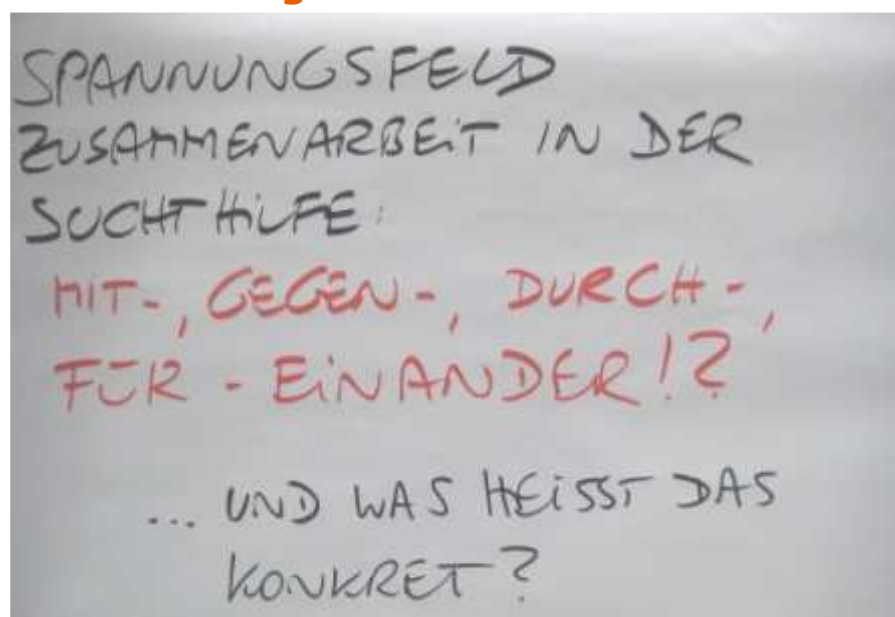 SPANNUNGSFELD
ZUSAMMENARBEIT IN DER
SUCHTHILFE:
MIT-, GEGEN-, DURCH-,
FÜR-EINANDER!?
... UND WAS HEISST DAS
KONKRET?